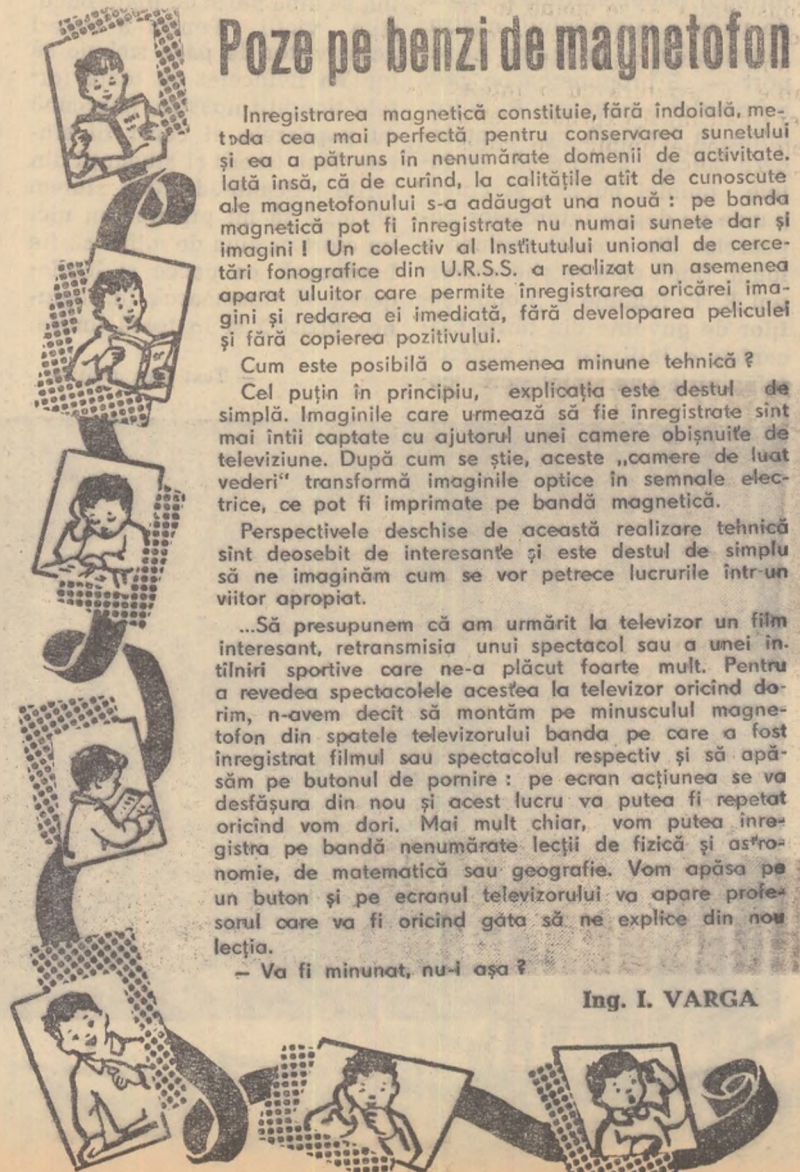 Poze pe benzi de magnetofon
Inregistrarea magnetică constituie, fără îndoială, me-
toda cea mai perfectă pentru conservarea sunetului
și ea a pătruns în nenumărate domenii de activitate.
Iată însă, că de curînd, la calitățile atît de cunoscute
ale magnetofonului s-a adăugat una nouă : pe banda
magnetică pot fi înregistrate nu numai sunete dar și
imagini ! Un colectiv al Institutului unional de cerce-
tări fonografice din U.R.S.S. a realizat un asemenea
aparat uluitor care permite înregistrarea oricărei ima-
gini și redarea ei imediată, fără developarea peliculei
și fără copierea pozitivului.
Cum este posibilă o asemenea minune tehnică ?
Cel puțin în principiu, explicația este destul de
simplă. Imaginile care urmează să fie înregistrate sînt
mai întîi captate cu ajutorul unei camere obișnuite de
televiziune. După cum se știe, aceste „camere de luat
vederi“ transformă imaginile optice în semnale elec-
trice, ce pot fi imprimate pe bandă magnetică.
Perspectivele deschise de această realizare tehnică
sînt deosebit de interesante și este destul de simplu
să ne imaginăm cum se vor petrece lucrurile într-un
viitor apropiat.
...Să presupunem că am urmărit la televizor un film
interesant, retransmisia unui spectacol sau a unei în-
tîlniri sportive care ne-a plăcut foarte mult. Pentru
a revedea spectacolele acestea la televizor oricînd do-
rim, n-avem decît să montăm pe minusculul magne-
tofon din spatele televizorului banda pe care a fost
înregistrat filmul sau spectacolul respectiv și să apă-
săm pe butonul de pornire : pe ecran acțiunea se va
desfășura din nou și acest lucru va putea fi repetat
oricînd vom dori. Mai mult chiar, vom putea înre-
gistra pe bandă nenumărate lecții de fizică și astro-
nomie, de matematică sau geografie. Vom apăsa pe
un buton și pe ecranul televizorului va apare profe-
sorul care va fi oricînd gata să ne explice din nou
lecția.
— Va fi minunat, nu-i așa ?
Ing. I. VARGA